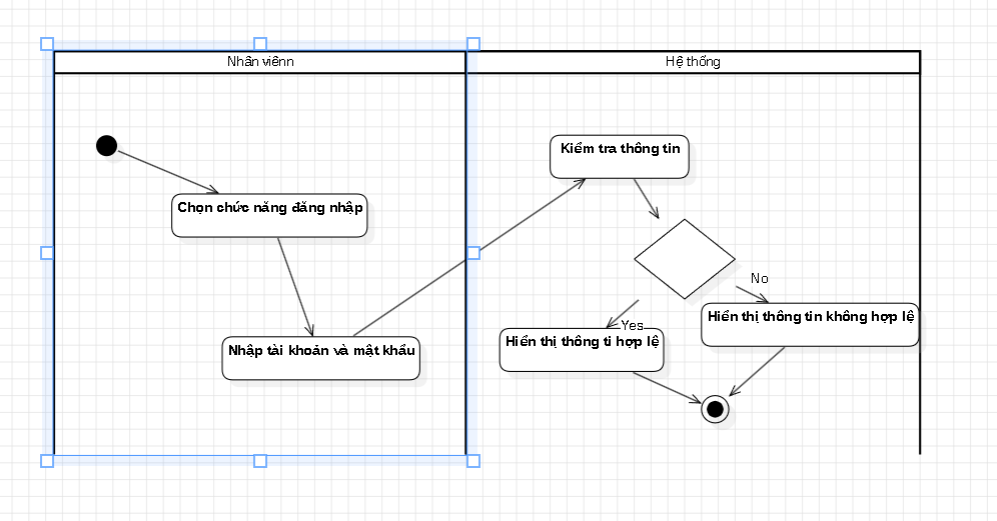 Nhân viênn
Hệ thống
Kiểm tra thông tin
Chọn chức năng đăng nhập
No
Hiển thị thông tin không hợp lệ
Yes
Hiển thị thông ti hợp lệ
Nhập tài khoản và mật khẩu